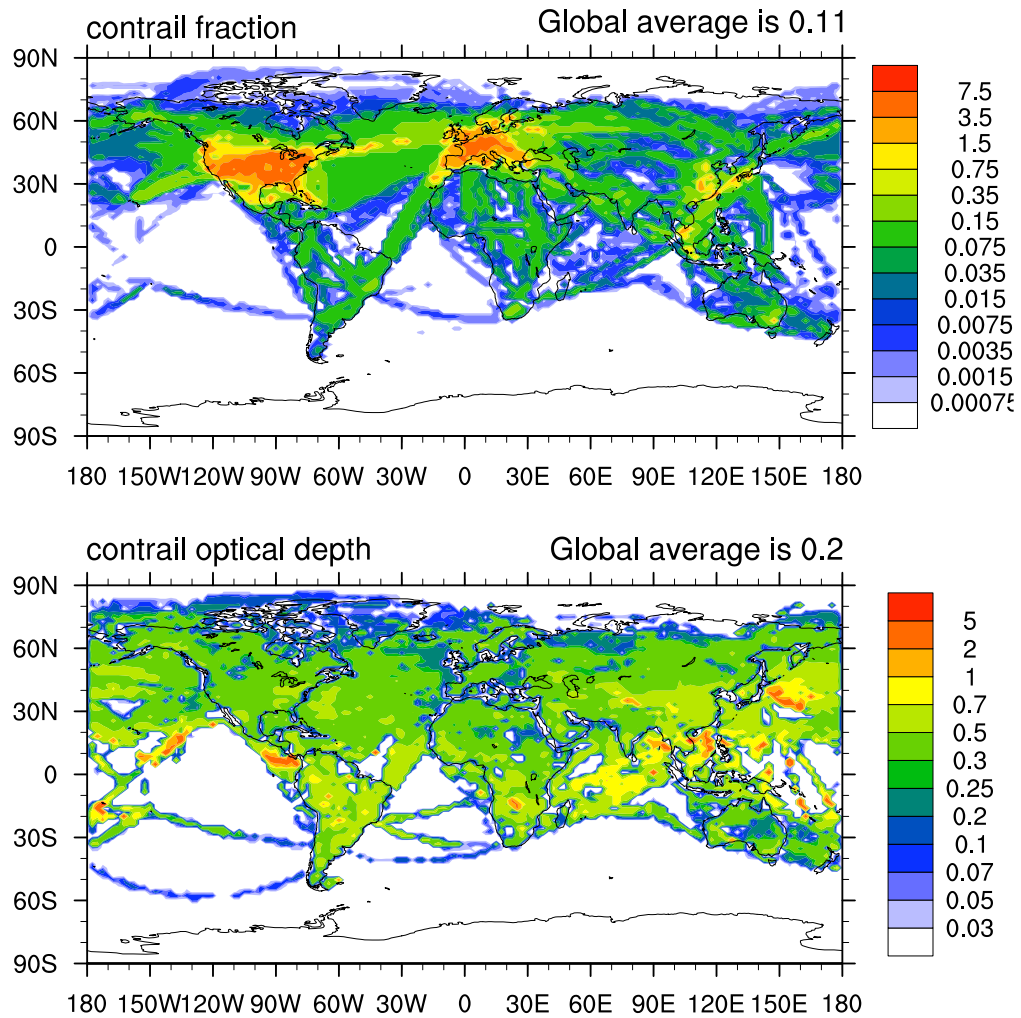 contrail fraction Global average is 0.11
90N
60N
30N
0
30S
60S
90S
180 150W 120W 90W 60W 30W 0 30E 60E 90E 120E 150E 180
7.5
3.5
1.5
0.75
0.35
0.15
0.075
0.035
0.015
0.0075
0.0035
0.0015
0.00075
contrail optical depth Global average is 0.2
90N
60N
30N
0
30S
60S
90S
180 150W 120W 90W 60W 30W 0 30E 60E 90E 120E 150E 180
5
2
1
0.7
0.5
0.3
0.25
0.2
0.1
0.07
0.05
0.03